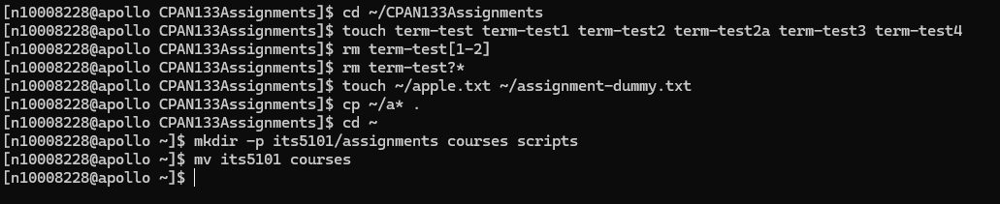 [n10008228@apollo CPAN133Assignments]$ cd ~/CPAN133Assignments
[n10008228@apollo CPAN133Assignments]$ touch term-test term-test1 term-test2 term-test2a term-test3 term-test4
[n10008228@apollo CPAN133Assignments]$ rm term-test[1-2]
[n10008228@apollo CPAN133Assignments]$ rm term-test?*
[n10008228@apollo CPAN133Assignments]$ touch ~/apple.txt ~/assignment-dummy.txt
[n10008228@apollo CPAN133Assignments]$ cp ~/a* .
[n10008228@apollo CPAN133Assignments]$ cd ~
[n10008228@apollo ~]$ mkdir -p its5101/assignments courses scripts
[n10008228@apollo ~]$ mv its5101 courses
[n10008228@apollo ~]$